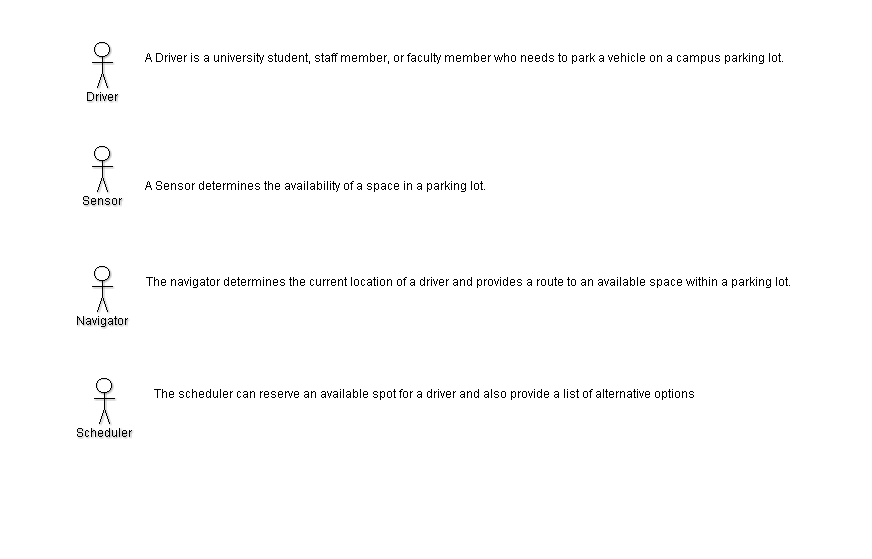 A Driver is a university student, staff member, or faculty member who needs to park a vehicle on a campus parking lot.
Driver
A Sensor determines the availability of a space in a parking lot.
Sensor
The navigator determines the current location of a driver and provides a route to an available space within a parking lot.
Navigator
The scheduler can reserve an available spot for a driver and also provide a list of alternative options
Scheduler